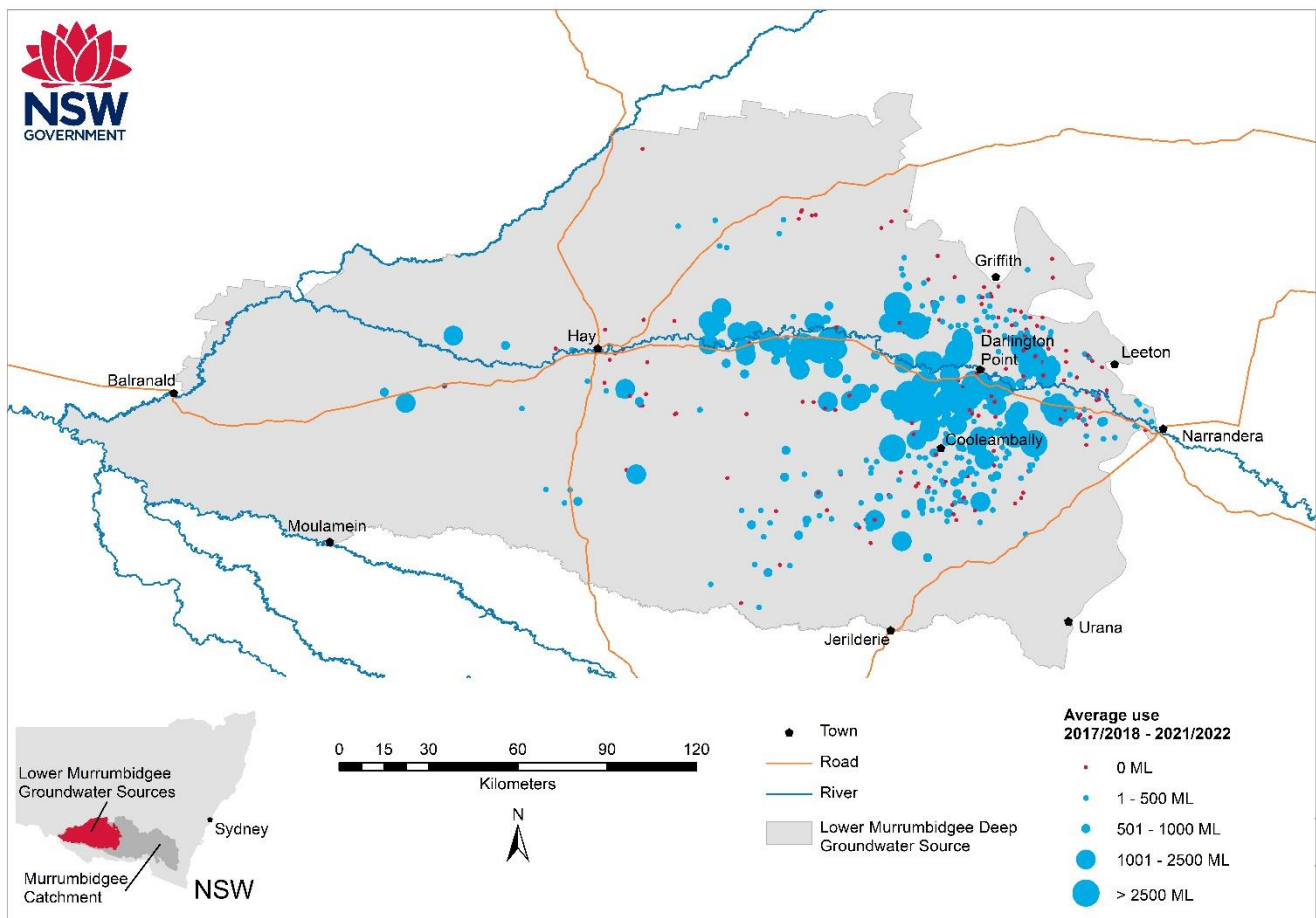 NSW
GOVERNMENT
Griffith
Hay
Darlington
Point
Leeton
Balranald
Narrandera
Cooleambally
Moulamein
Urana
Jerilderie
Lower Murrumbidgee
Groundwater Sources
Sydney
Murrumbidgee
Catchment
NSW
0 15 30 60 90 120
Kilometers
N
Town
Road
River
Lower Murrumbidgee Deep
Groundwater Source
Average use
2017/2018 - 2021/2022
0 ML
1 - 500 ML
501 - 1000 ML
1001 - 2500 ML
> 2500 ML